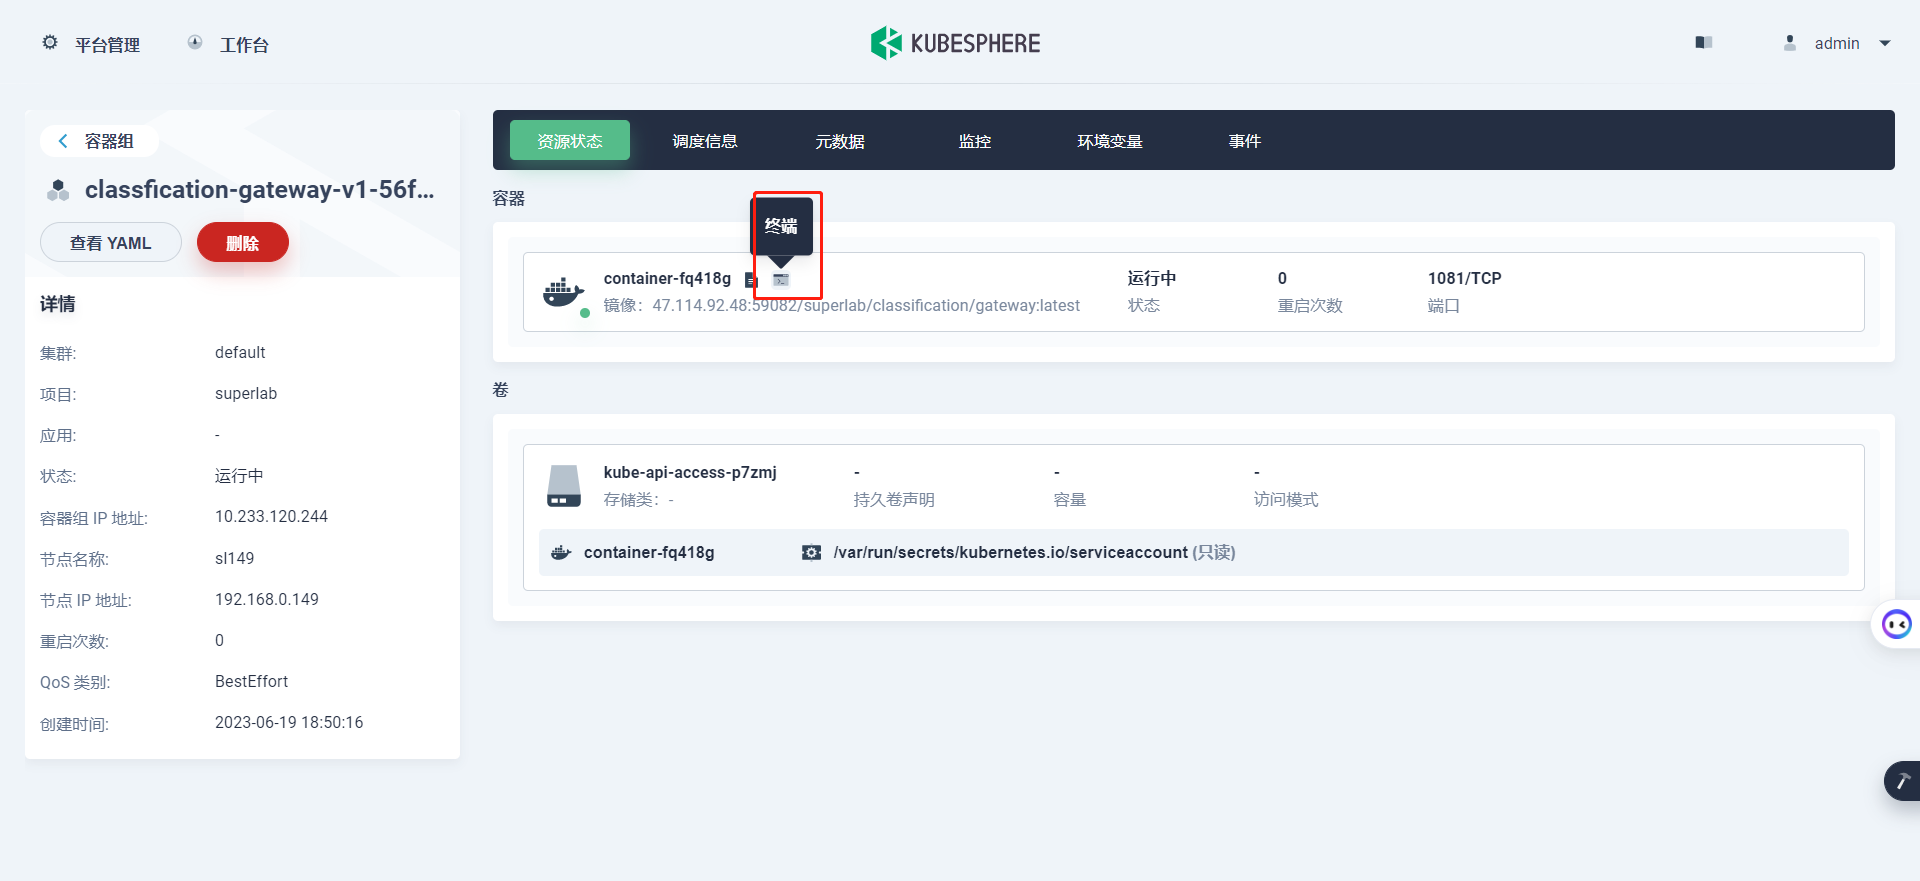 平台管理
工作台
KUBESPHERE
admin
容器组
classfication-gateway-v1-56f...
查看 YAML
删除
详情
集群: default
项目: superlab
应用: -
状态: 运行中
容器组 IP 地址: 10.233.120.244
节点名称: sl149
节点 IP 地址: 192.168.0.149
重启次数: 0
QoS 类别: BestEffort
创建时间: 2023-06-19 18:50:16
资源状态 调度信息 元数据 监控 环境变量 事件
容器
终端
container-fq418g
镜像：47.114.92.48:59082/superlab/classification/gateway:latest
运行中
状态
0
重启次数
1081/TCP
端口
卷
kube-api-access-p7zmj
存储类：-
-
持久卷声明
-
容量
-
访问模式
container-fq418g
/var/run/secrets/kubernetes.io/serviceaccount (只读)